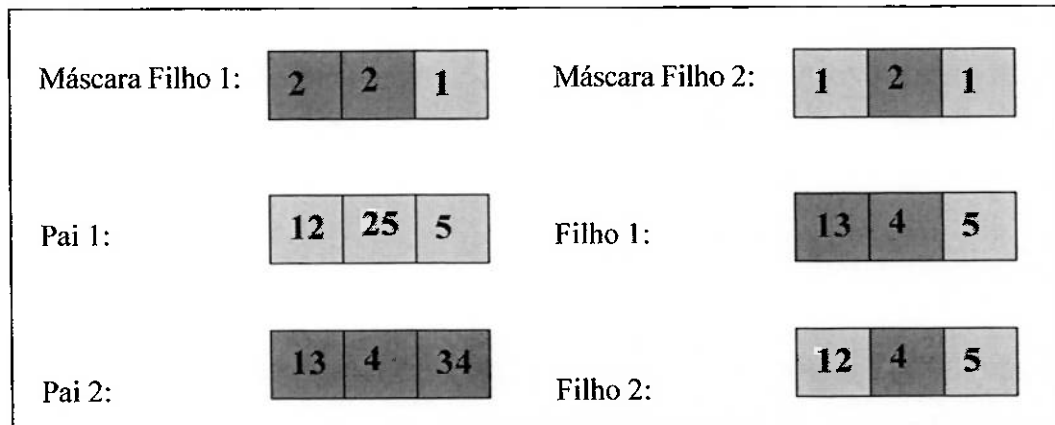 Máscara Filho 1: 2 2 1 Máscara Filho 2: 1 2 1
Pai 1: 12 25 5 Filho 1: 13 4 5
Pai 2: 13 4 34 Filho 2: 12 4 5